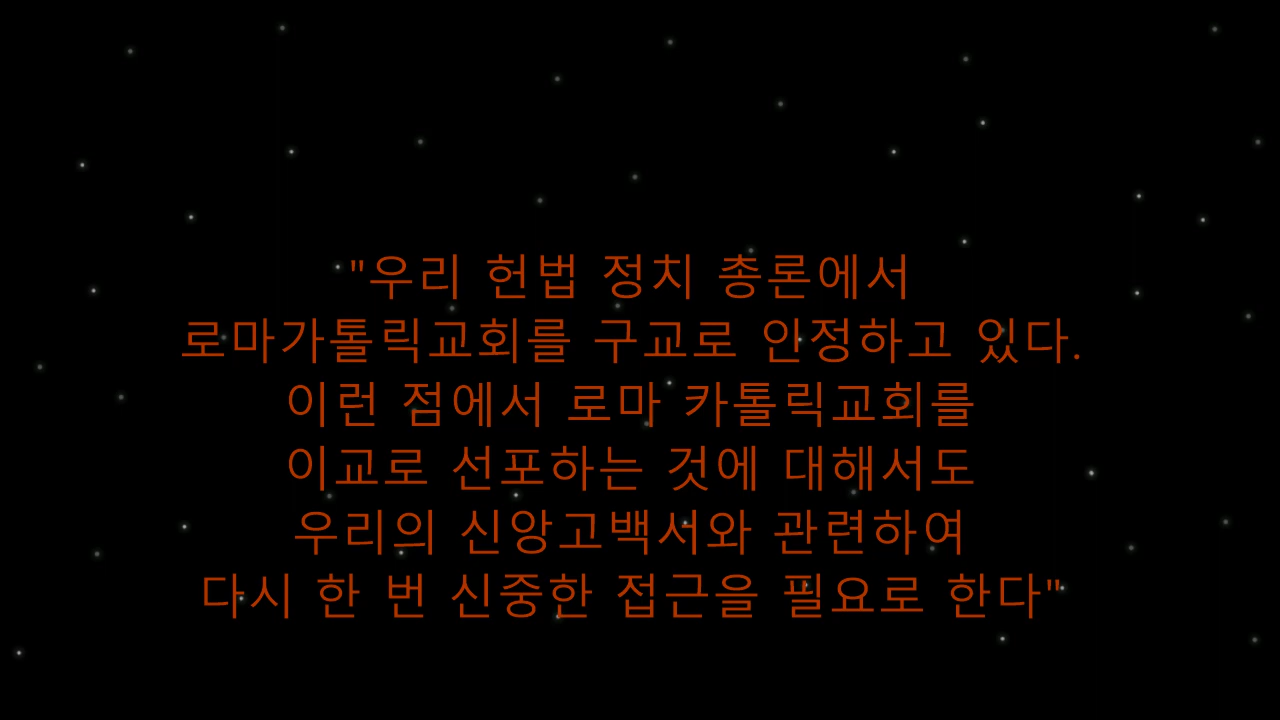 "우리 헌법 정치 총론에서
로마가톨릭교회를 구교로 안정하고 있다.
이런 점에서 로마 카톨릭교회를
이교로 선포하는 것에 대해서도
우리의 신앙고백서와 관련하여
다시 한 번 신중한 접근을 필요로 한다"